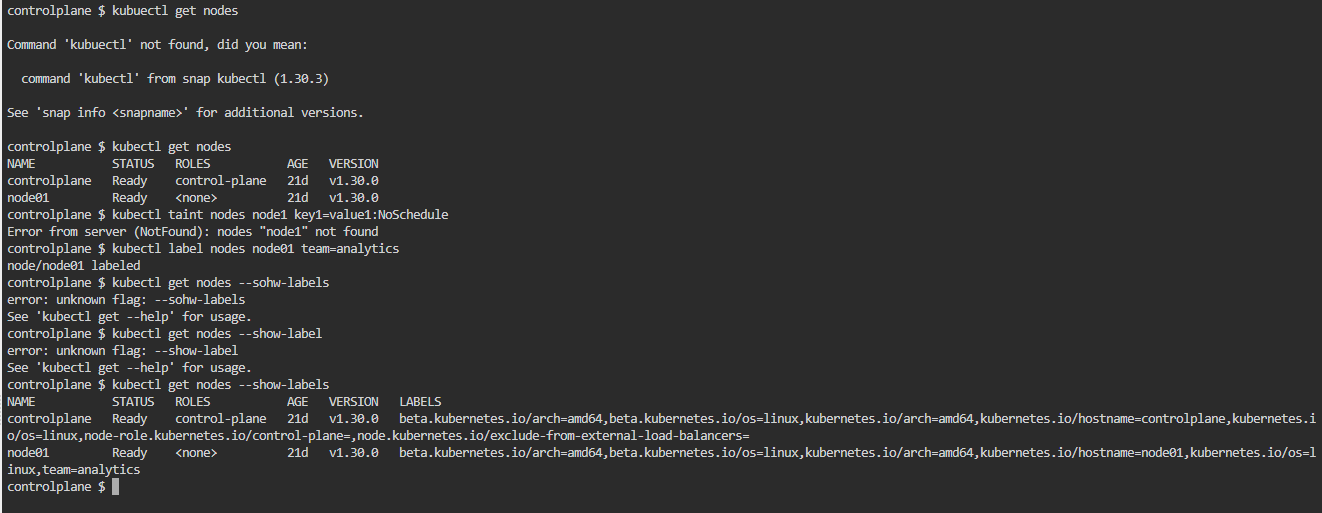 controlplane $ kubuectl get nodes
Command 'kubuectl' not found, did you mean:
command 'kubectl' from snap kubectl (1.30.3)
See 'snap info <snapname>' for additional versions.
controlplane $ kubectl get nodes
NAME STATUS ROLES AGE VERSION
controlplane Ready control-plane 21d v1.30.0
node01 Ready <none> 21d v1.30.0
controlplane $ kubectl taint nodes node1 key1=value1:NoSchedule
Error from server (NotFound): nodes "node1" not found
controlplane $ kubectl label nodes node01 team=analytics
node/node01 labeled
controlplane $ kubectl get nodes --sohw-labels
error: unknown flag: --sohw-labels
See 'kubectl get --help' for usage.
controlplane $ kubectl get nodes --show-label
error: unknown flag: --show-label
See 'kubectl get --help' for usage.
controlplane $ kubectl get nodes --show-labels
NAME STATUS ROLES AGE VERSION LABELS
controlplane Ready control-plane 21d v1.30.0 beta.kubernetes.io/arch=amd64,beta.kubernetes.io/os=linux,kubernetes.io/arch=amd64,kubernetes.io/hostname=controlplane,kubernetes.i
o/os=linux,node-role.kubernetes.io/control-plane=,node.kubernetes.io/exclude-from-external-load-balancers=
node01 Ready <none> 21d v1.30.0 beta.kubernetes.io/arch=amd64,beta.kubernetes.io/os=linux,kubernetes.io/arch=amd64,kubernetes.io/hostname=node01,kubernetes.io/os=l
inux,team=analytics
controlplane $